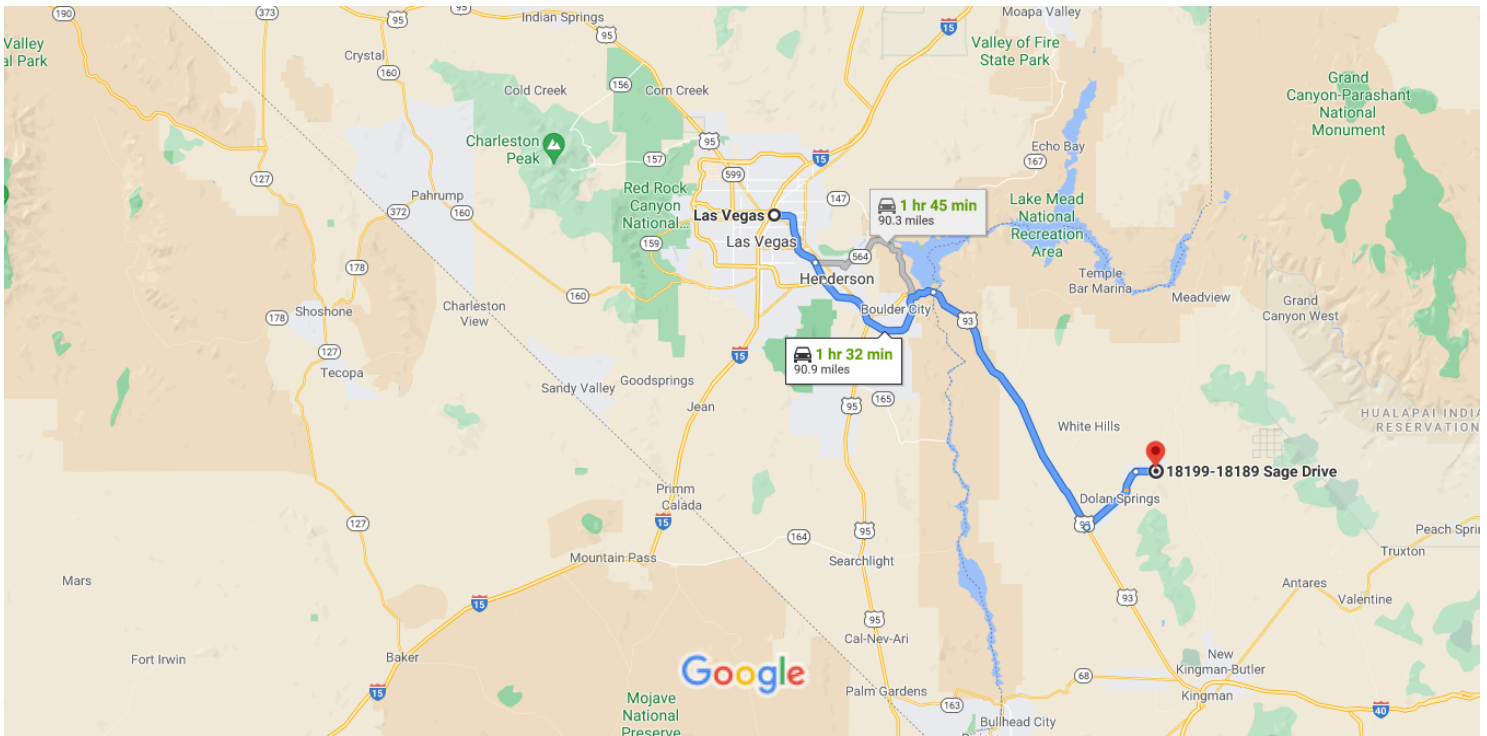 190
373
95
95
Indian Springs
Moapa Valley
15
Valley
al Park
95
Valley of Fire
State Park
Crystal
160
156
Cold Creek
Corn Creek
Grand
Canyon-Parashant
National
Monument
Charleston
Peak
95
157
15
Echo Bay
167
127
599
Pahrump
Red Rock
Canyon
National...
147
1 hr 45 min
90.3 miles
Lake Mead
National
Recreation
Area
372
160
Las Vegas
159
Las Vegas
564
178
Henderson
Temple
Bar Marina
Meadview
160
Charleston
View
Boulder City
Grand
Canyon West
178
Shoshone
93
127
15
1 hr 32 min
90.9 miles
Tecopa
Sandy Valley
Goodsprings
Jean
95
165
White Hills
HUALAPAI INDIA
RESERVATION
18199-18189 Sage Drive
Primm
Dolan Springs
Calada
127
15
93
95
164
Peach Sprin
Mountain Pass
Searchlight
Truxton
Mars
Antares
15
93
Valentine
95
Cal-Nev-Ari
Fort Irwin
Baker
New
Kingman-Butler
Google
68
15
Mojave
National
Preserve
Palm Gardens
163
Kingman
40
Bullhead City